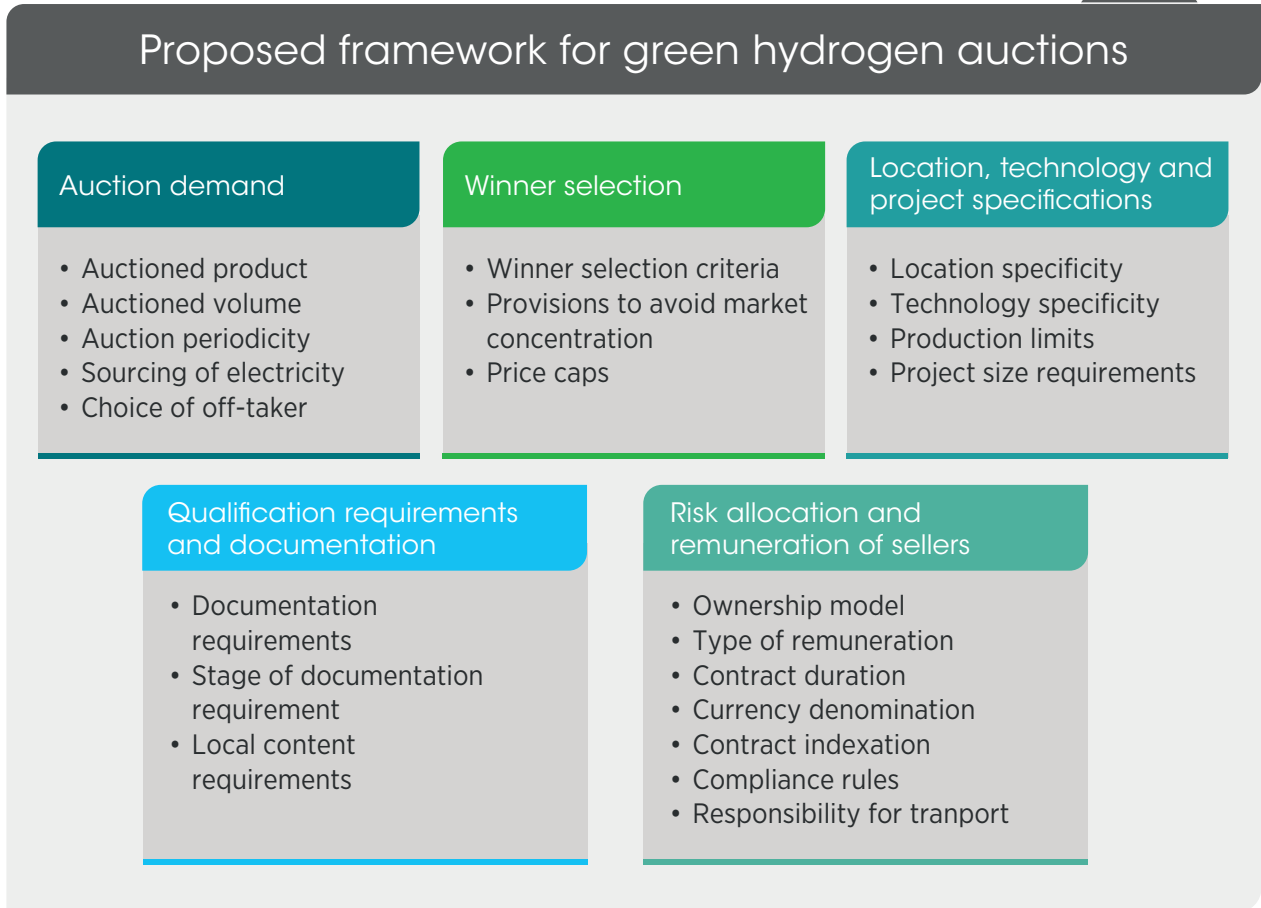 Proposed framework for green hydrogen auctions
Auction demand
• Auctioned product
• Auctioned volume
• Auction periodicity
• Sourcing of electricity
• Choice of off-taker
Winner selection
• Winner selection criteria
• Provisions to avoid market
concentration
• Price caps
Location, technology and
project specifications
• Location specificity
• Technology specificity
• Production limits
• Project size requirements
Qualification requirements
and documentation
• Documentation
requirements
• Stage of documentation
requirement
• Local content
requirements
Risk allocation and
remuneration of sellers
• Ownership model
• Type of remuneration
• Contract duration
• Currency denomination
• Contract indexation
• Compliance rules
• Responsibility for tranport